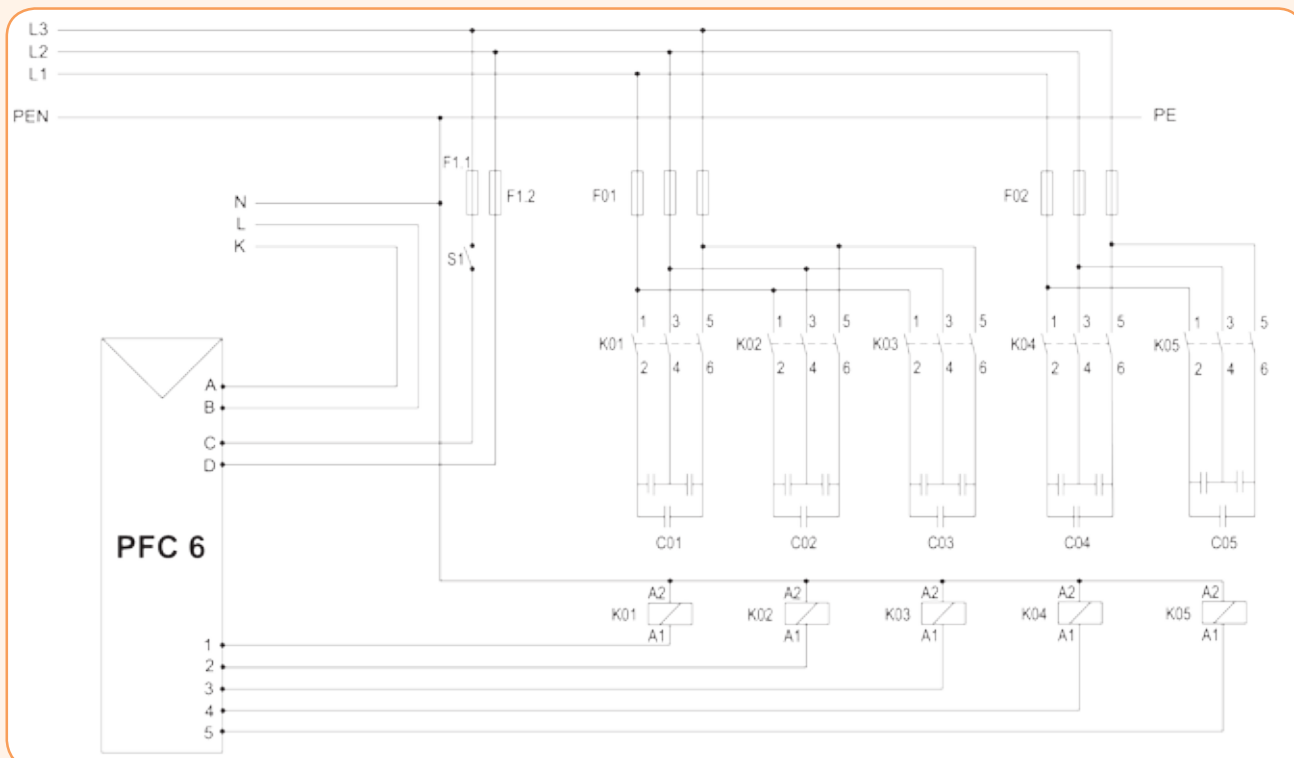 L3
L2
L1
PEN PE
F1.1
F1.2 F01 F02
N
L
K
S1
1 3 5 1 3 5 1 3 5 1 3 5 1 3 5
K01 K02 K03 K04 K05
2 4 6 2 4 6 2 4 6 2 4 6 2 4 6
A
B
C
D
PFC 6
C01 C02 C03 C04 C05
A2 A2 A2 A2 A2
K01 K02 K03 K04 K05
A1 A1 A1 A1 A1
1
2
3
4
5